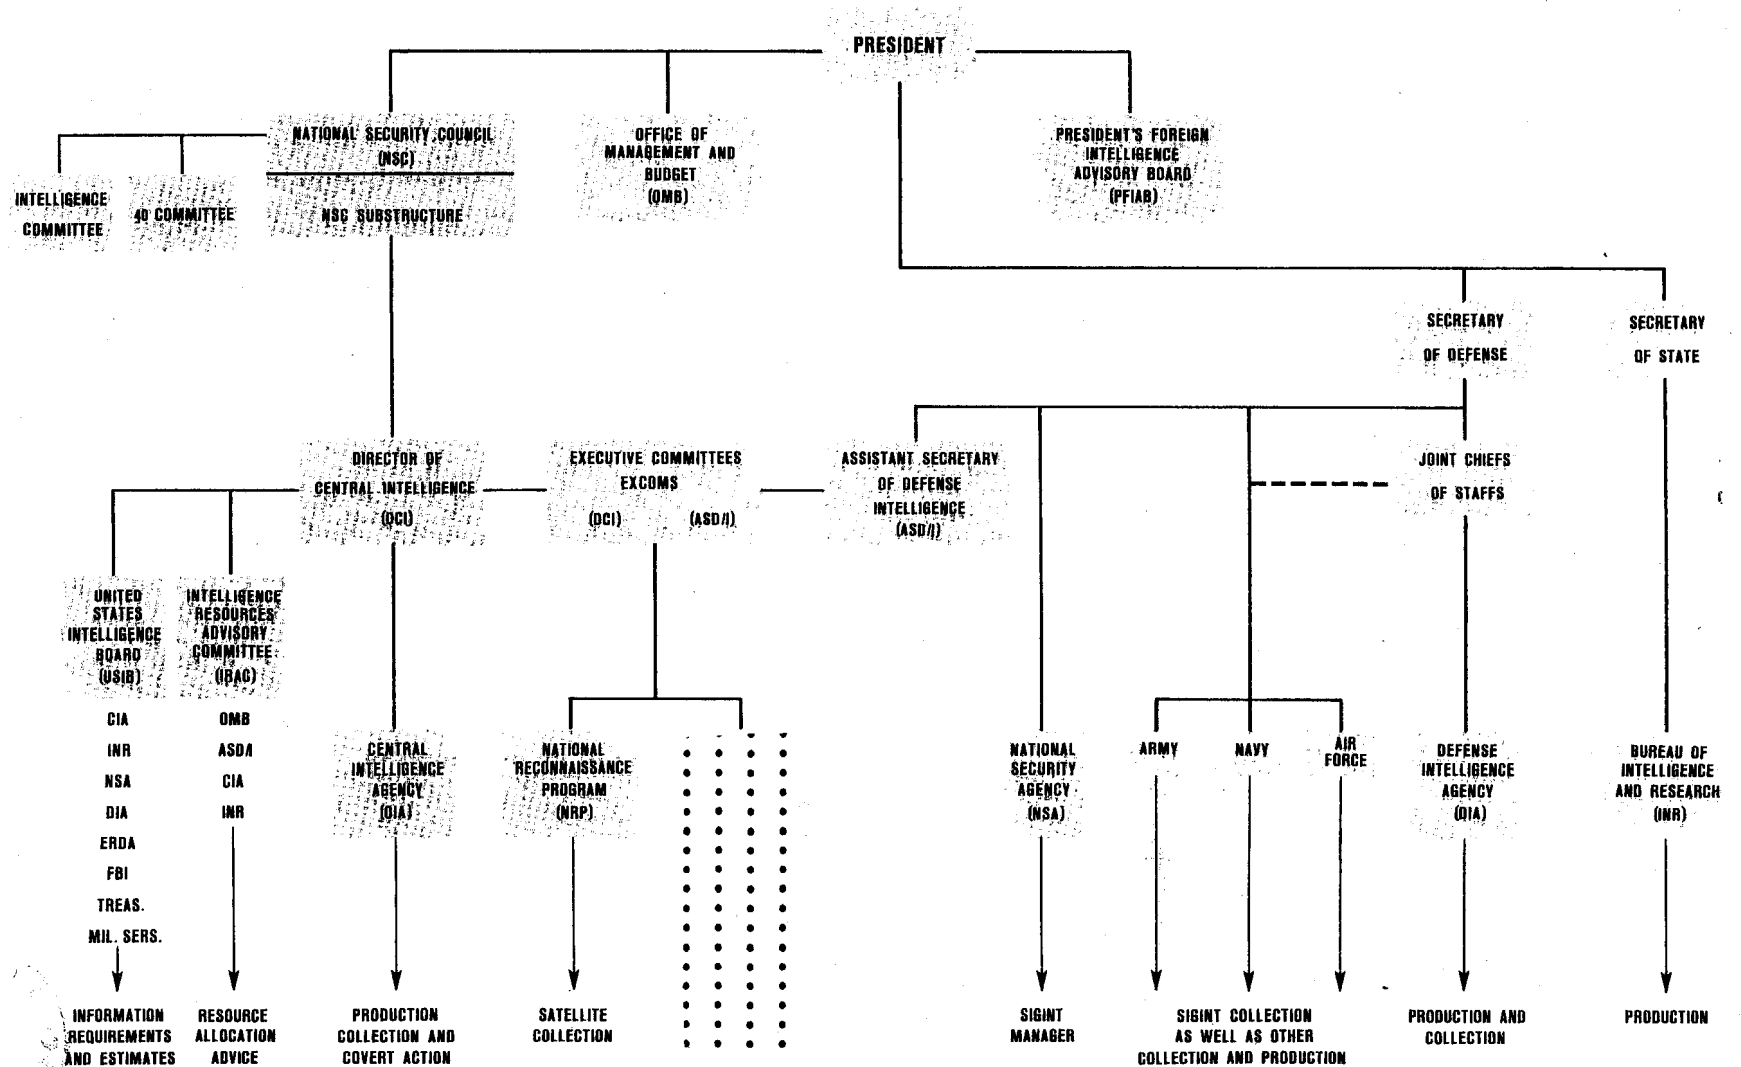 PRESIDENT
NATIONAL SECURITY COUNCIL
(NSC)
NSC SUBSTRUCTURE
OFFICE OF
MANAGEMENT AND
BUDGET
(OMB)
PRESIDENT'S FOREIGN
INTELLIGENCE
ADVISORY BOARD
(PFIAB)
INTELLIGENCE
COMMITTEE
40 COMMITTEE
SECRETARY
OF DEFENSE
SECRETARY
OF STATE
DIRECTOR OF
CENTRAL INTELLIGENCE
(DCI)
EXECUTIVE COMMITTEES
EXCOMS
(DCI) (ASD/I)
ASSISTANT SECRETARY
OF DEFENSE
INTELLIGENCE
(ASD/I)
JOINT CHIEFS
OF STAFFS
UNITED
STATES
INTELLIGENCE
BOARD
(USIB)
CIA
INR
NSA
DIA
ERDA
FBI
TREAS.
MIL. SERS.
INFORMATION
REQUIREMENTS
AND ESTIMATES
INTELLIGENCE
RESOURCES
ADVISORY
COMMITTEE
(IRAC)
OMB
ASD/I
CIA
INR
RESOURCE
ALLOCATION
ADVICE
CENTRAL
INTELLIGENCE
AGENCY
(CIA)
PRODUCTION
COLLECTION AND
COVERT ACTION
NATIONAL
RECONNAISSANCE
PROGRAM
(NRP)
SATELLITE
COLLECTION
NATIONAL
SECURITY
AGENCY
(NSA)
SIGINT
MANAGER
ARMY
NAVY
AIR
FORCE
SIGINT COLLECTION
AS WELL AS OTHER
COLLECTION AND PRODUCTION
DEFENSE
INTELLIGENCE
AGENCY
(DIA)
PRODUCTION AND
COLLECTION
BUREAU OF
INTELLIGENCE
AND RESEARCH
(INR)
PRODUCTION